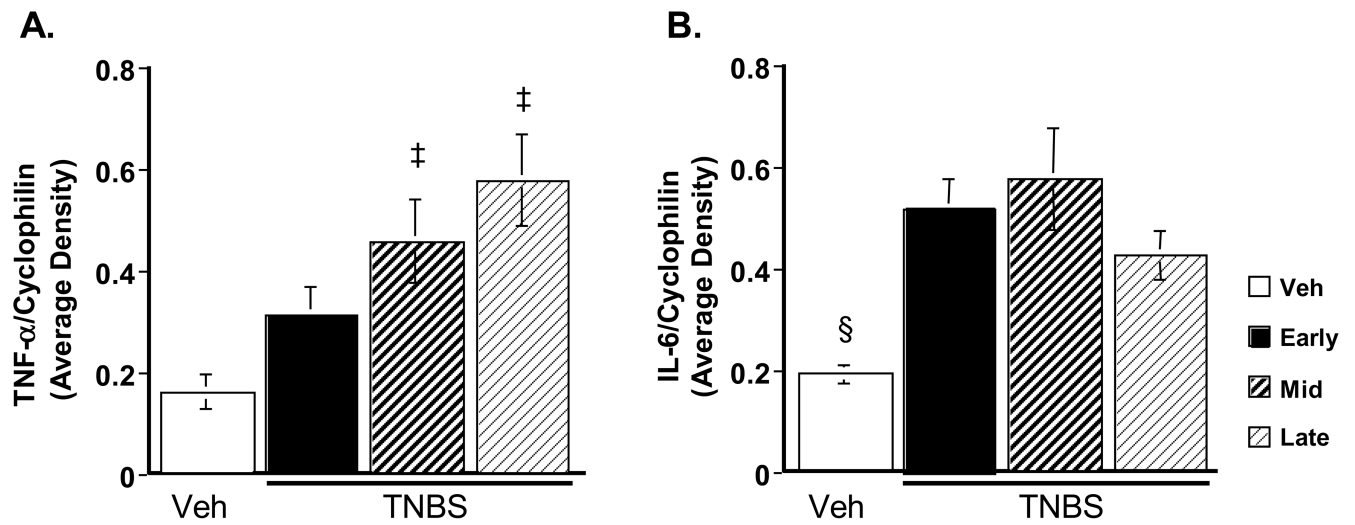 A.
TNF-α/Cyclophilin
(Average Density)
0.8
0.6
0.4
0.2
0
‡
‡
Veh
TNBS
B.
IL-6/Cyclophilin
(Average Density)
0.8
0.6
0.4
0.2
0
§
Veh
TNBS
Veh
Early
Mid
Late